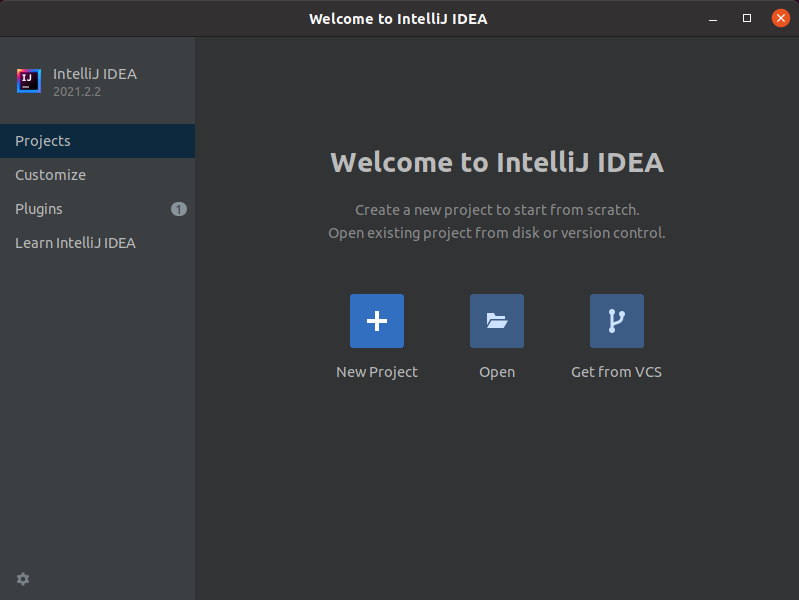 Welcome to IntelliJ IDEA
IJ
IntelliJ IDEA
2021.2.2
Projects
Customize
Plugins 1
Learn IntelliJ IDEA
Welcome to IntelliJ IDEA
Create a new project to start from scratch.
Open existing project from disk or version control.
New Project
Open
Get from VCS